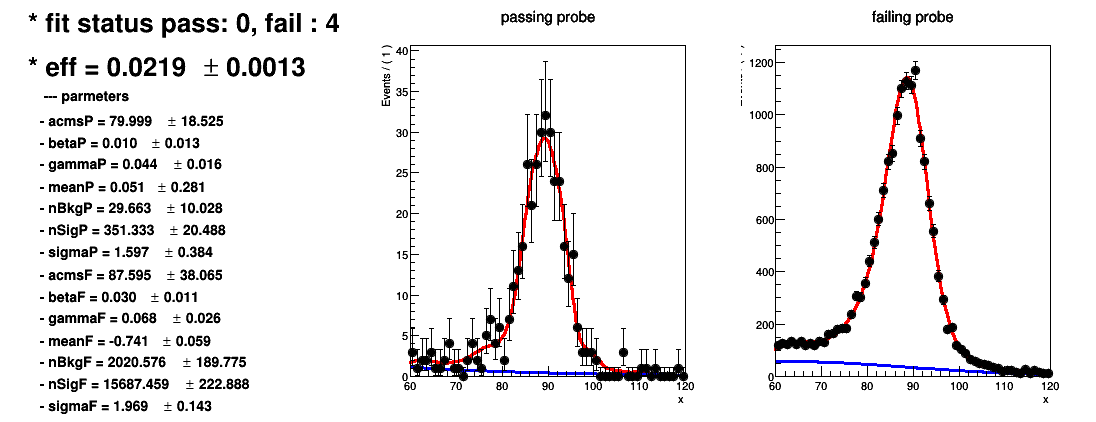 * fit status pass: 0, fail : 4
* eff = 0.0219 ± 0.0013
--- parmeters
- acmsP = 79.999 ± 18.525
- betaP = 0.010 ± 0.013
- gammaP = 0.044 ± 0.016
- meanP = 0.051 ± 0.281
- nBkgP = 29.663 ± 10.028
- nSigP = 351.333 ± 20.488
- sigmaP = 1.597 ± 0.384
- acmsF = 87.595 ± 38.065
- betaF = 0.030 ± 0.011
- gammaF = 0.068 ± 0.026
- meanF = -0.741 ± 0.059
- nBkgF = 2020.576 ± 189.775
- nSigF = 15687.459 ± 222.888
- sigmaF = 1.969 ± 0.143
passing probe
Events / ( 1 )
40
35
30
25
20
15
10
5
0
60 70 80 90 100 110 120
x
failing probe
1200
1000
800
600
400
200
0
60 70 80 90 100 110 120
x